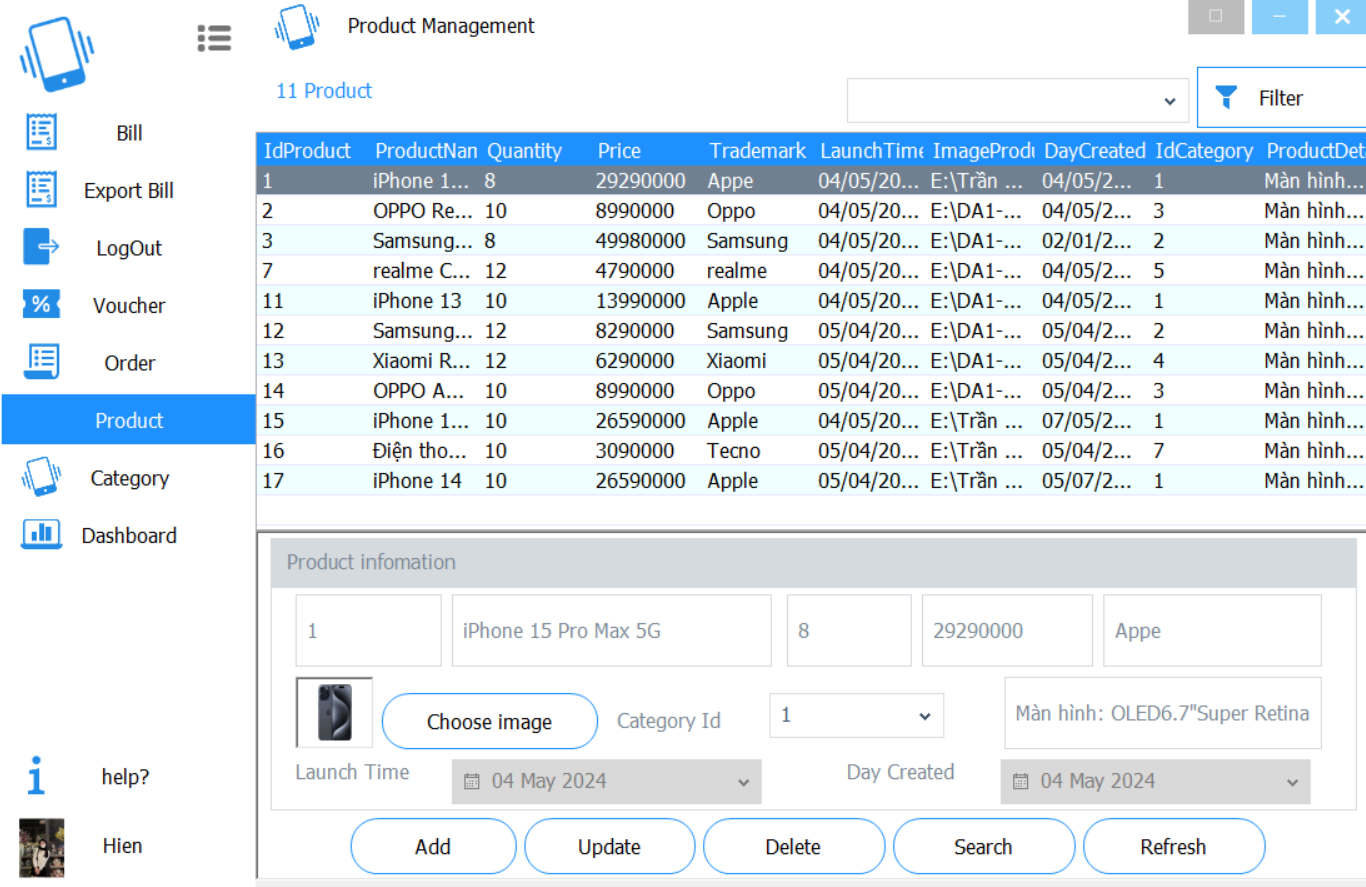 Product Management
11 Product
Filter
Bill
Export Bill
LogOut
Voucher
Order
Product
Category
Dashboard
help?
Hien
IdProduct ProductNan Quantity Price Trademark LaunchTime ImageProdu DayCreated IdCategory ProductDet
1 iPhone 1... 8 29290000 Appe 04/05/20... E:\Trần ... 04/05/2... 1 Màn hình...
2 OPPO Re... 10 8990000 Oppo 04/05/20... E:\DA1-... 04/05/2... 3 Màn hình...
3 Samsung... 8 49980000 Samsung 04/05/20... E:\DA1-... 02/01/2... 2 Màn hình...
7 realme C... 12 4790000 realme 04/05/20... E:\DA1-... 04/05/2... 5 Màn hình...
11 iPhone 13 10 13990000 Apple 04/05/20... E:\DA1-... 04/05/2... 1 Màn hình...
12 Samsung... 12 8290000 Samsung 05/04/20... E:\DA1-... 05/04/2... 2 Màn hình...
13 Xiaomi R... 12 6290000 Xiaomi 05/04/20... E:\DA1-... 05/04/2... 4 Màn hình...
14 OPPO A... 10 8990000 Oppo 05/04/20... E:\DA1-... 05/04/2... 3 Màn hình...
15 iPhone 1... 10 26590000 Apple 04/05/20... E:\Trần ... 07/05/2... 1 Màn hình...
16 Điện tho... 10 3090000 Tecno 05/04/20... E:\Trần ... 05/04/2... 7 Màn hình...
17 iPhone 14 10 26590000 Apple 05/04/20... E:\Trần ... 05/07/2... 1 Màn hình...
Product infomation
1 iPhone 15 Pro Max 5G 8 29290000 Appe
Choose image Category Id 1 Màn hình: OLED6.7"Super Retina
Launch Time 04 May 2024 Day Created 04 May 2024
Add Update Delete Search Refresh